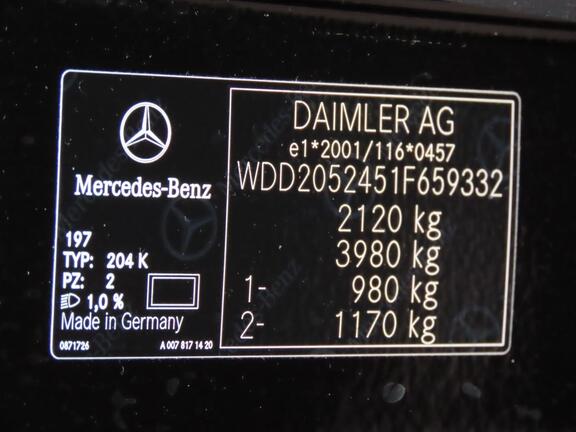 Mercedes-Benz
197
TYP: 204 K
PZ: 2
1,0 %
Made in Germany
0871726
A 007 817 14 20
DAIMLER AG
e1*2001/116*0457
WDD2052451F659332
2120 kg
3980 kg
1- 980 kg
2- 1170 kg